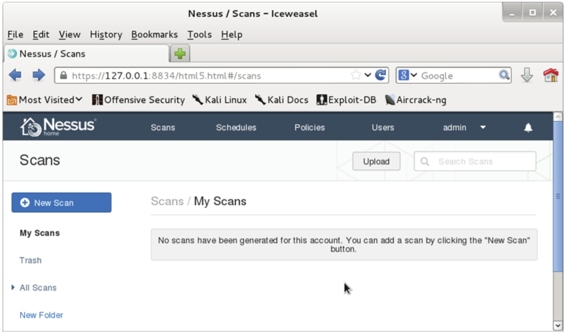 Nessus / Scans - Iceweasel
File Edit View History Bookmarks Tools Help
Nessus / Scans
https://127.0.0.1:8834/html5.html#/scans
Google
Most Visited Offensive Security Kali Linux Kali Docs Exploit-DB Aircrack-ng
Nessus home Scans Schedules Policies Users admin
Scans Upload Search Scans
New Scan
Scans / My Scans
My Scans
No scans have been generated for this account. You can add a scan by clicking the "New Scan"
button.
Trash
All Scans
New Folder